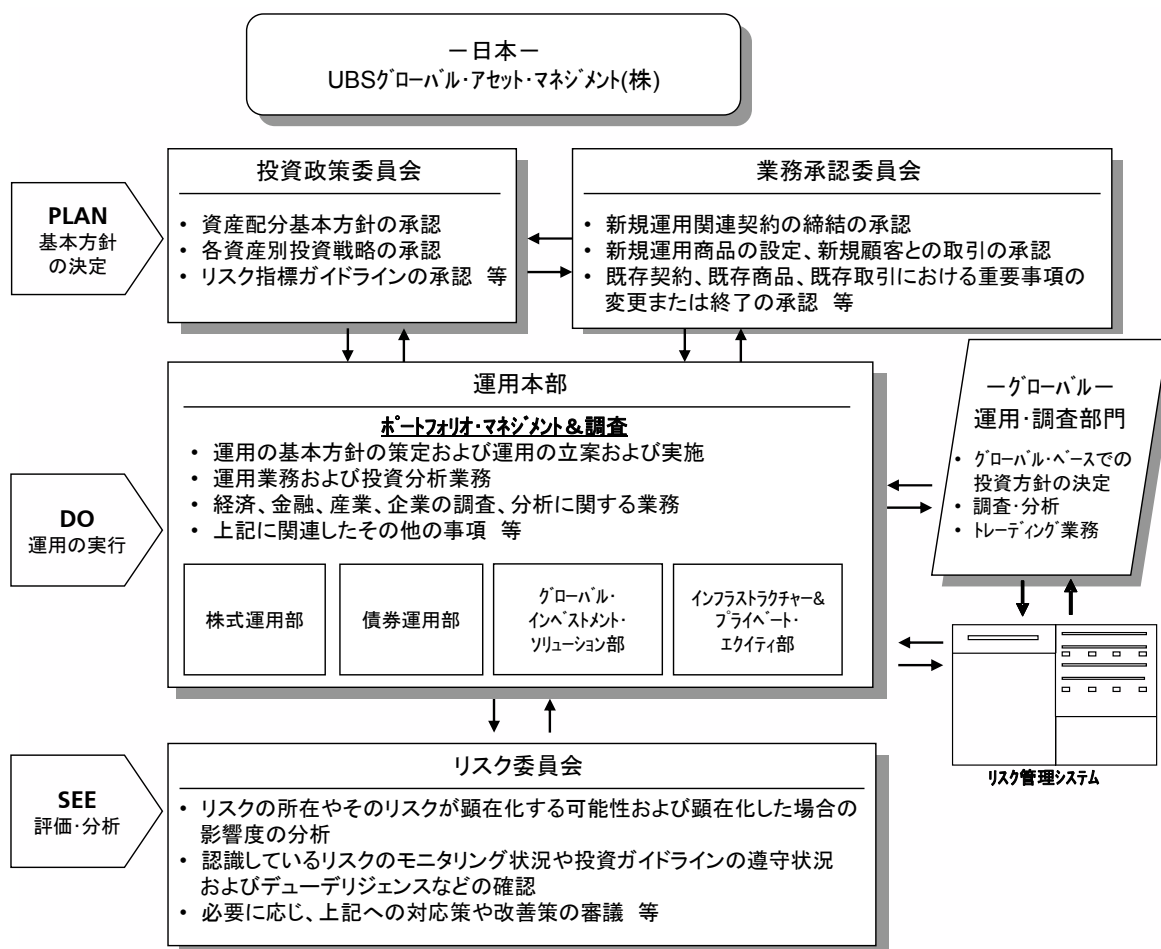 －日本－
UBSｸﾞﾛｰﾊﾞﾙ･ｱｾｯﾄ･ﾏﾈｼﾞﾒﾝﾄ(株)
投資政策委員会
• 資産配分基本方針の承認
• 各資産別投資戦略の承認
• リスク指標ガイドラインの承認 等
業務承認委員会
• 新規運用関連契約の締結の承認
• 新規運用商品の設定、新規顧客との取引の承認
• 既存契約、既存商品、既存取引における重要事項の
変更または終了の承認 等
PLAN
基本方針
の決定
運用本部
ﾎﾟｰﾄﾌｫﾘｵ･ﾏﾈｼﾞﾒﾝﾄ＆調査
• 運用の基本方針の策定および運用の立案および実施
• 運用業務および投資分析業務
• 経済、金融、産業、企業の調査、分析に関する業務
• 上記に関連したその他の事項 等
株式運用部
債券運用部
ｸﾞﾛｰﾊﾞﾙ･
ｲﾝﾍﾞｽﾄﾒﾝﾄ･
ｿﾘｭｰｼｮﾝ部
ｲﾝﾌﾗｽﾄﾗｸﾁｬｰ&
ﾌﾟﾗｲﾍﾞｰﾄ･
ｴｸｲﾃｨ部
DO
運用の実行
－ｸﾞﾛｰﾊﾞﾙ－
運用･調査部門
• ｸﾞﾛｰﾊﾞﾙ･ﾍﾞｰｽでの
投資方針の決定
• 調査･分析
• ﾄﾚｰﾃﾞｨﾝｸﾞ業務
ﾘｽｸ管理ｼｽﾃﾑ
SEE
評価･分析
リスク委員会
• リスクの所在やそのリスクが顕在化する可能性および顕在化した場合の
影響度の分析
• 認識しているリスクのモニタリング状況や投資ガイドラインの遵守状況
およびデューデリジェンスなどの確認
• 必要に応じ、上記への対応策や改善策の審議 等